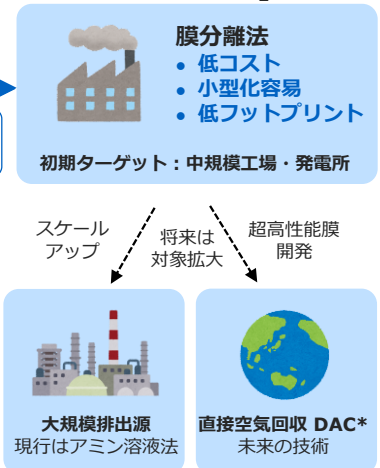 膜分離法
• 低コスト
• 小型化容易
• 低フットプリント
初期ターゲット：中規模工場・発電所
スケール
アップ
将来は
対象拡大
超高性能膜
開発
大規模排出源
現行はアミン溶液法
直接空気回収 DAC*
未来の技術